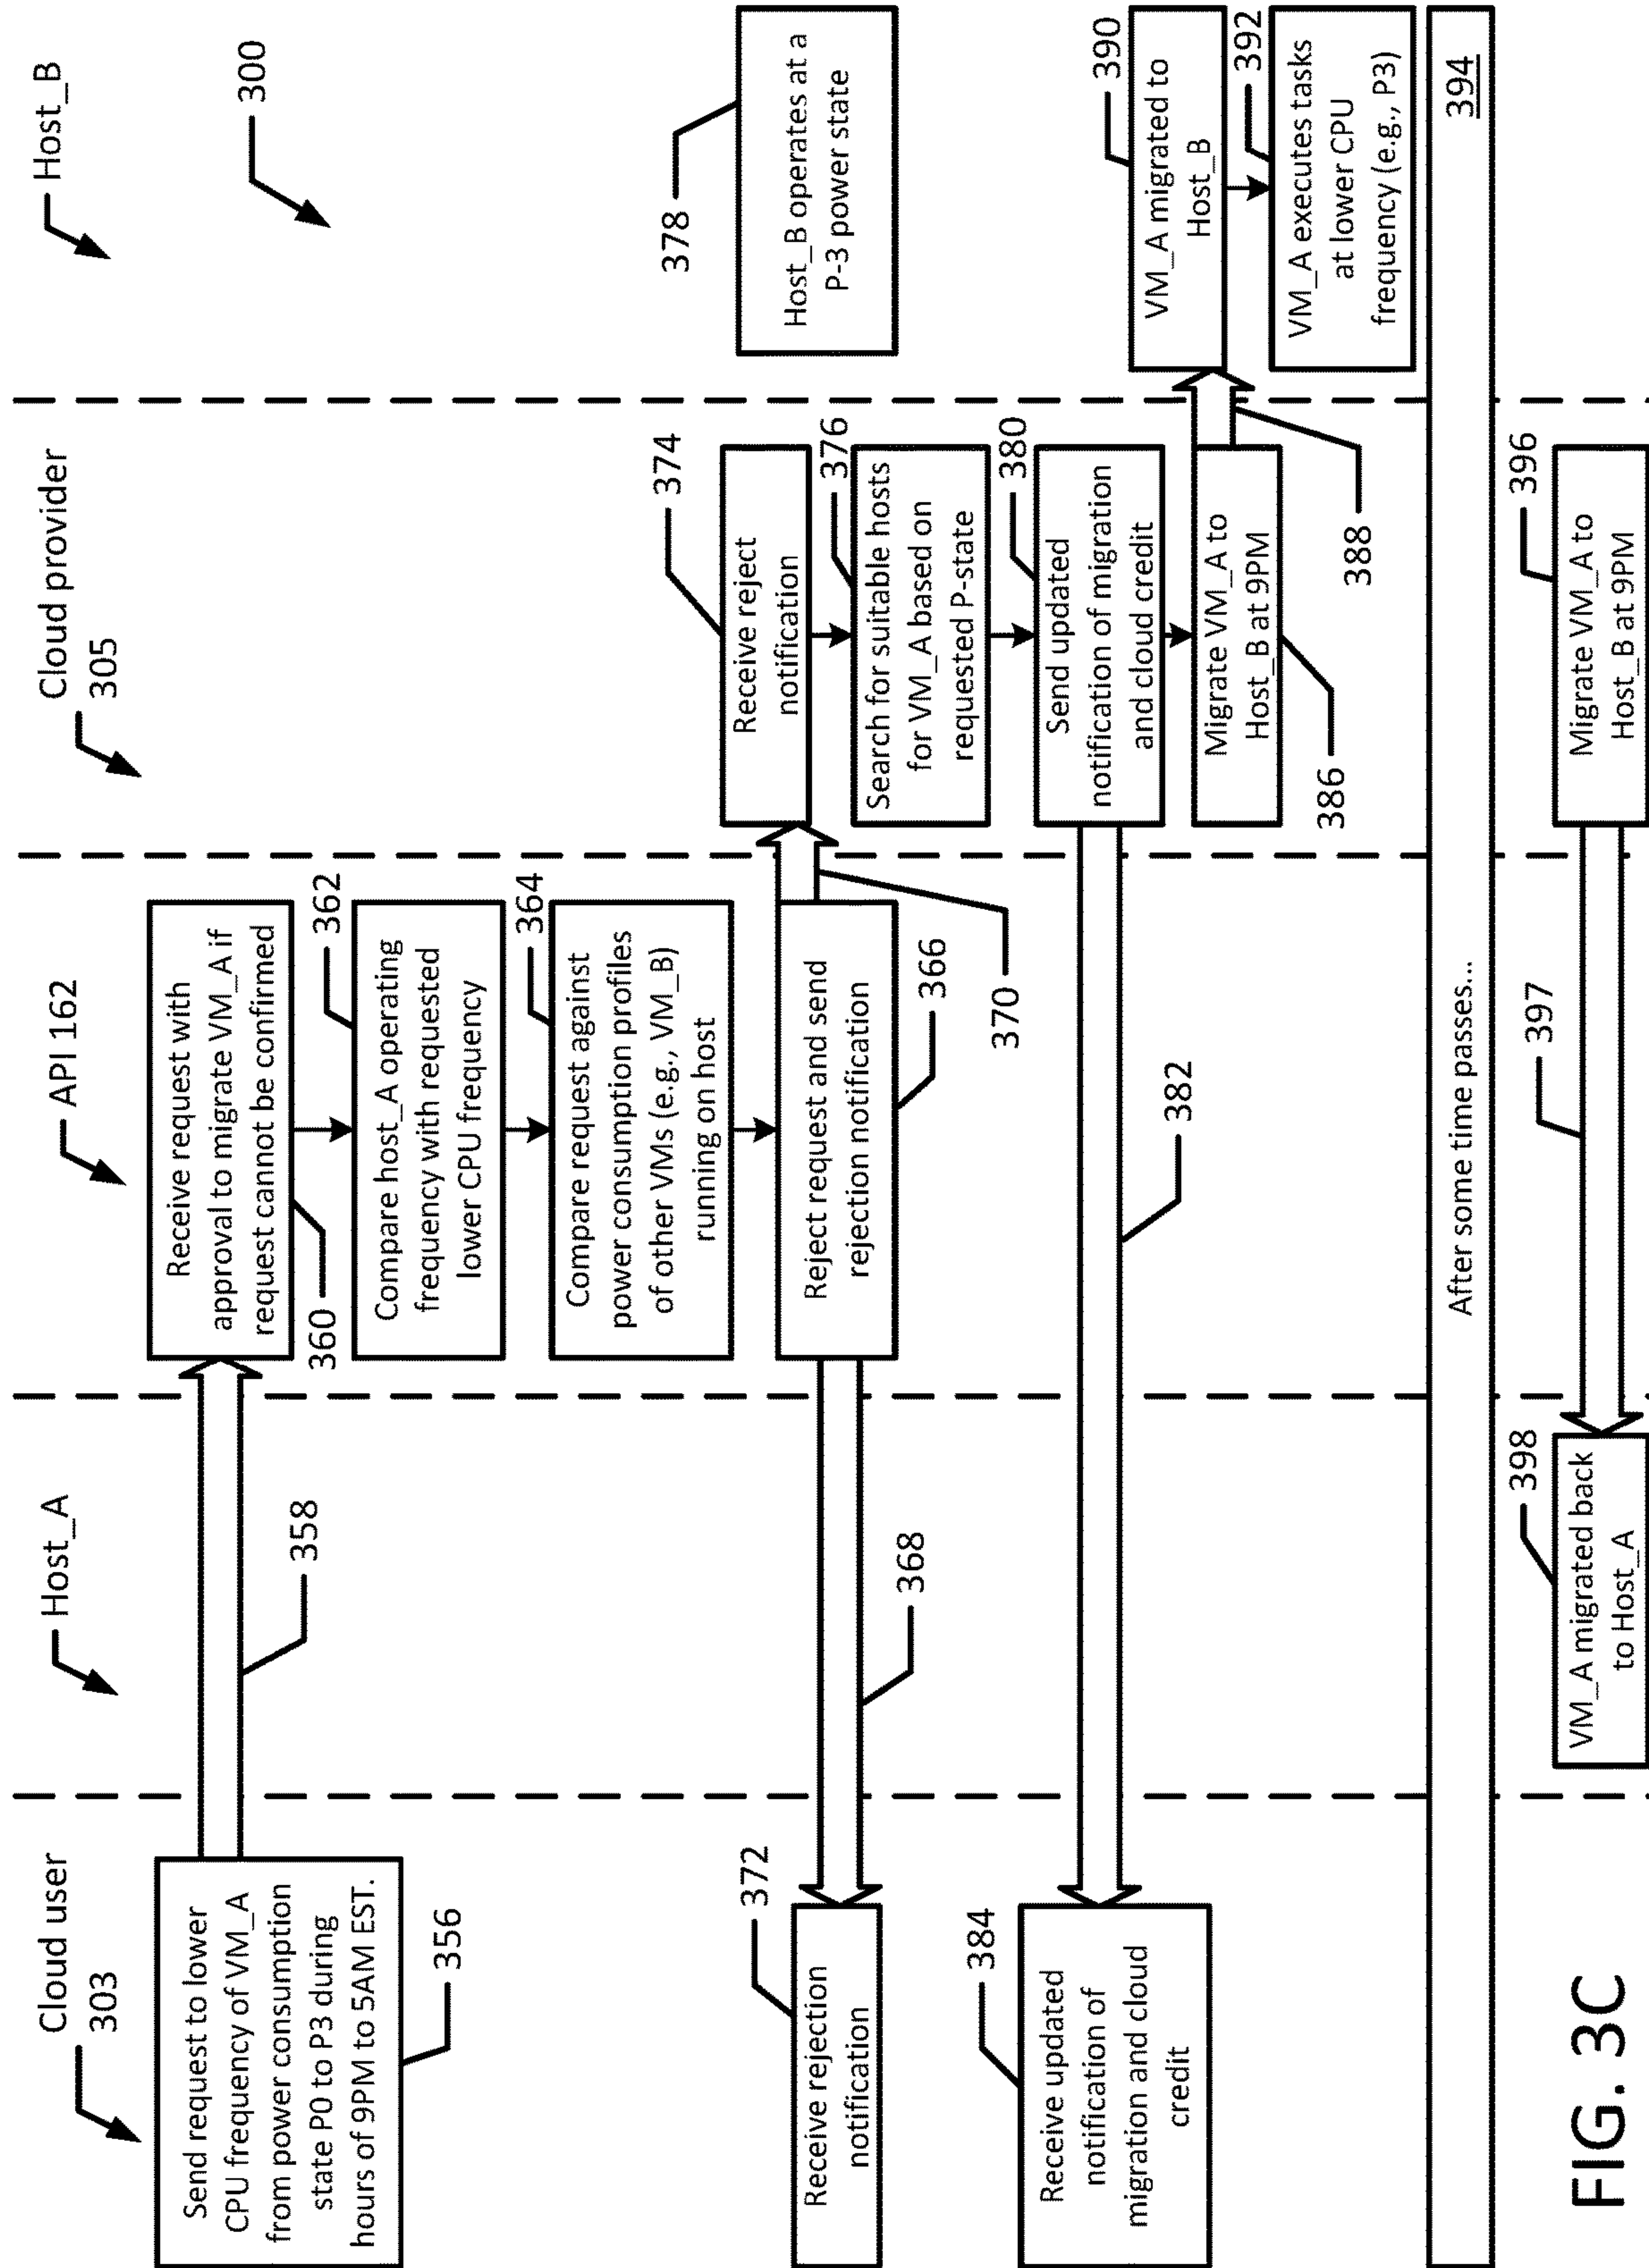 Cloud user
303
Host_A
API 162
Cloud provider
305
Host_B
300
Send request to lower
CPU frequency of VM_A
from power consumption
state P0 to P3 during
hours of 9PM to 5AM EST.
356
358
Receive request with
approval to migrate VM_A if
request cannot be confirmed
360
362
Compare host_A operating
frequency with requested
lower CPU frequency
364
Compare request against
power consumption profiles
of other VMs (e.g., VM_B)
running on host
Reject request and send
rejection notification
366
368
370
372
Receive rejection
notification
374
Receive reject
notification
376
Search for suitable hosts
for VM_A based on
requested P-state
378
Host_B operates at a
P-3 power state
380
Send updated
notification of migration
and cloud credit
382
384
Receive updated
notification of
migration and cloud
credit
Migrate VM_A to
Host_B at 9PM
386
388
390
VM_A migrated to
Host_B
392
VM_A executes tasks
at lower CPU
frequency (e.g., P3)
After some time passes...
394
396
Migrate VM_A to
Host_B at 9PM
397
398
VM_A migrated back
to Host_A
FIG. 3C